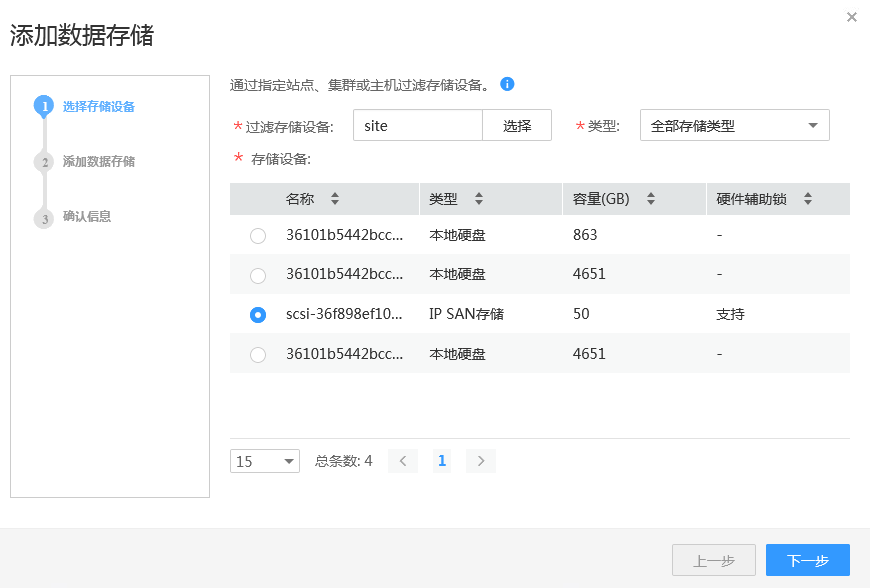 添加数据存储
1 选择存储设备
2 添加数据存储
3 确认信息
通过指定站点、集群或主机过滤存储设备。
*过滤存储设备: site 选择 *类型: 全部存储类型
* 存储设备:
名称 类型 容量(GB) 硬件辅助锁
36101b5442bcc... 本地硬盘 863 -
36101b5442bcc... 本地硬盘 4651 -
scsi-36f898ef10... IP SAN存储 50 支持
36101b5442bcc... 本地硬盘 4651 -
15 总条数: 4 < 1 >
上一步 下一步